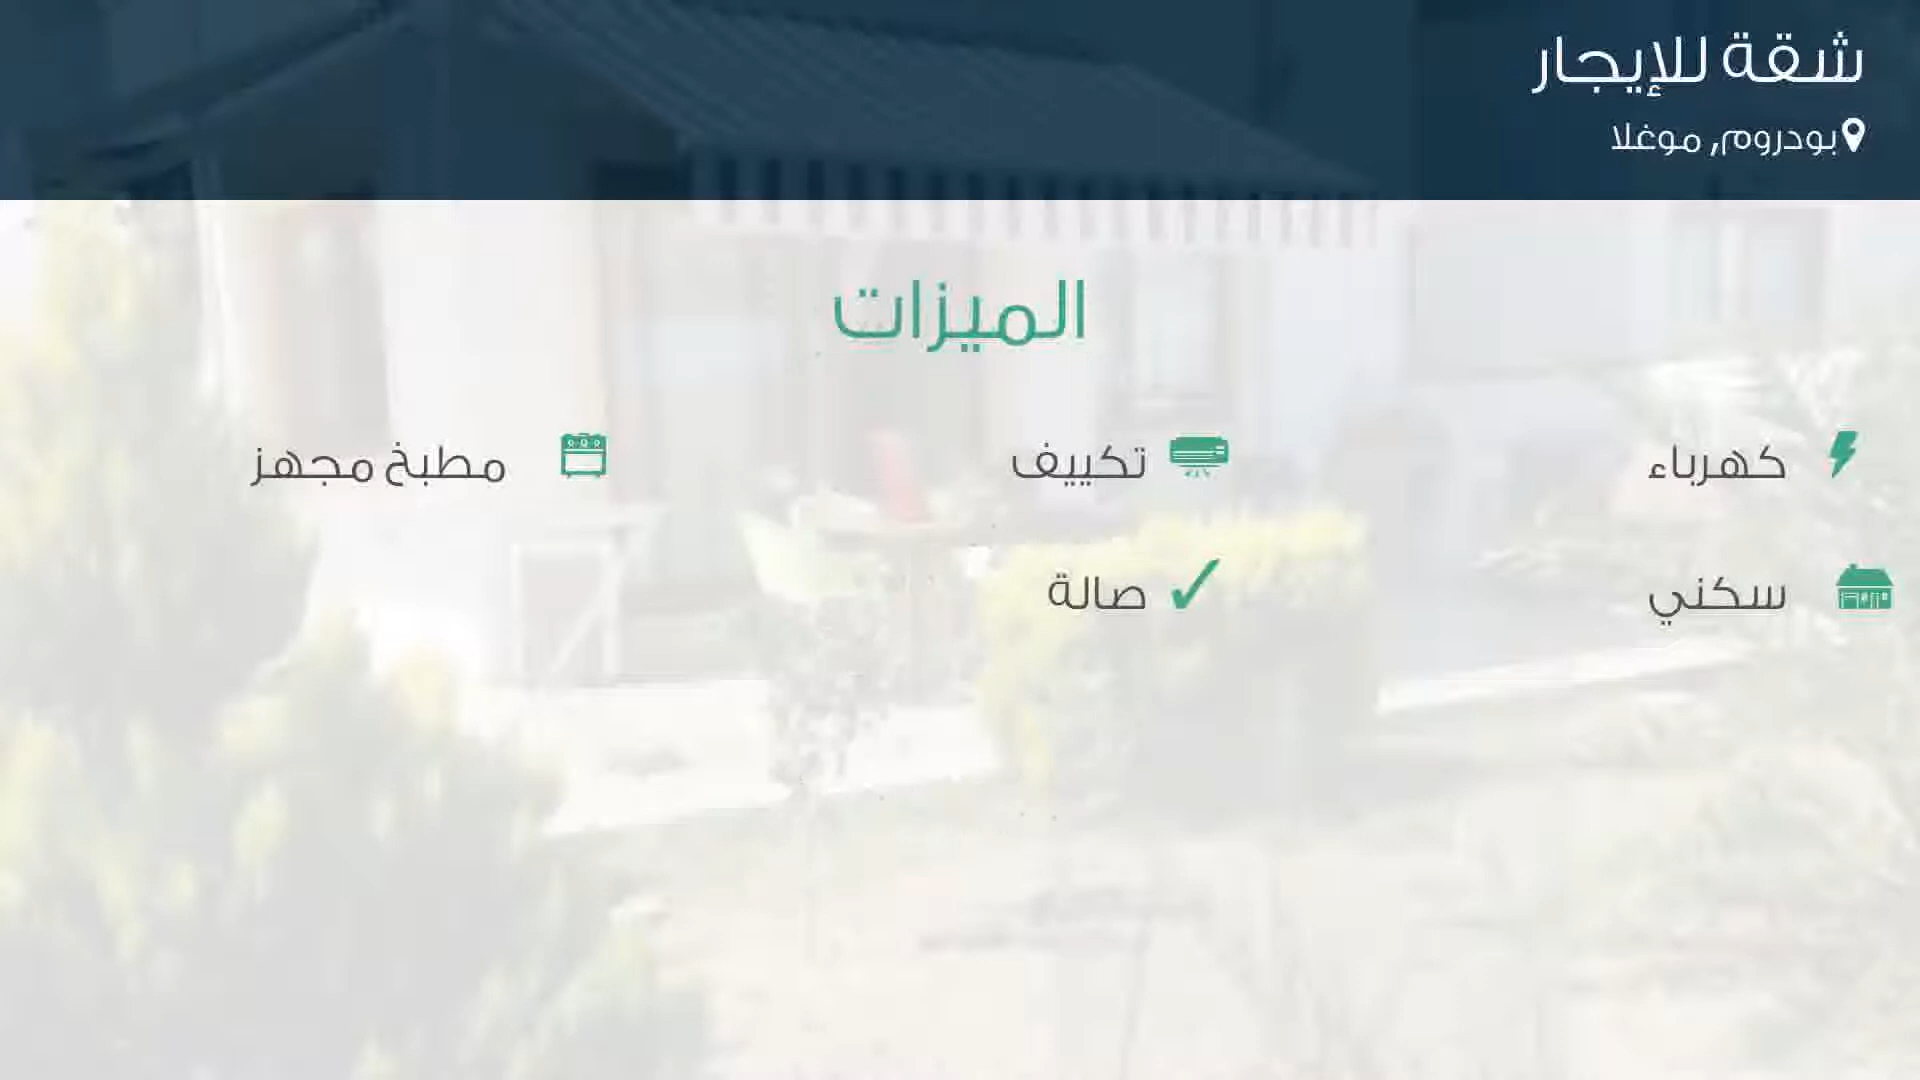 شقة للإيجار
بودروم, موغلا
الميزات
كهرباء
تكييف
مطبخ مجهز
سكني
صالة